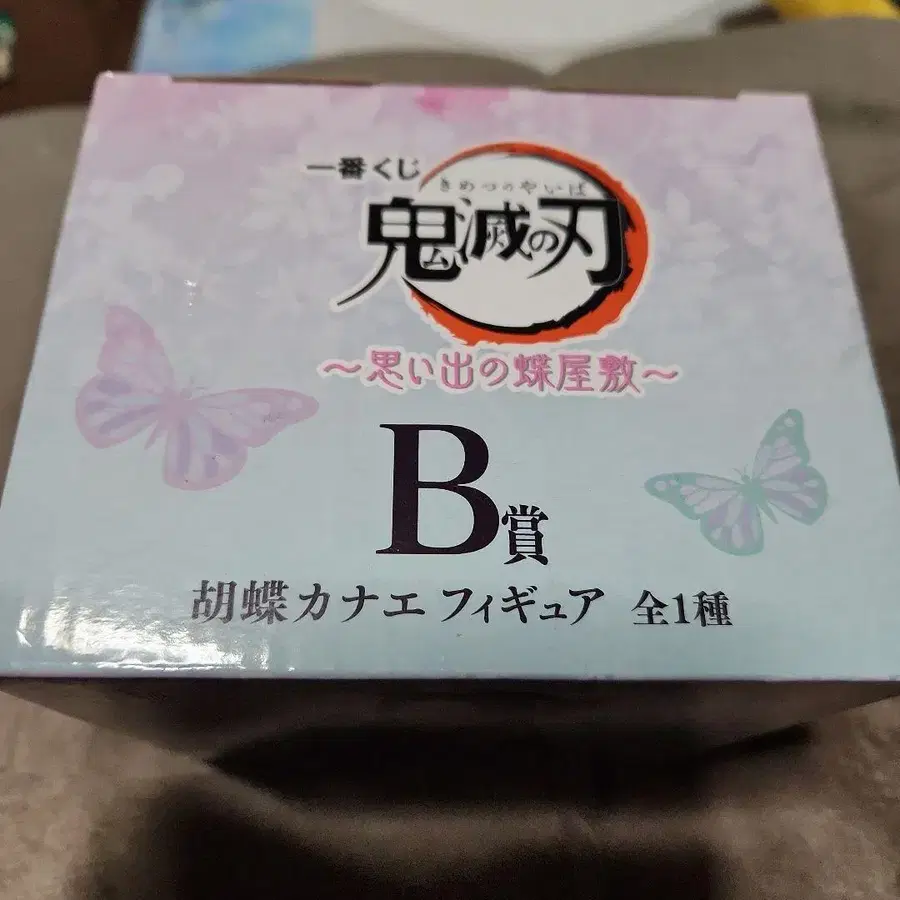 一番くじ
きめつのやいば
鬼滅の刃
～思い出の蝶屋敷～
B賞
胡蝶カナエ フィギュア 全1種